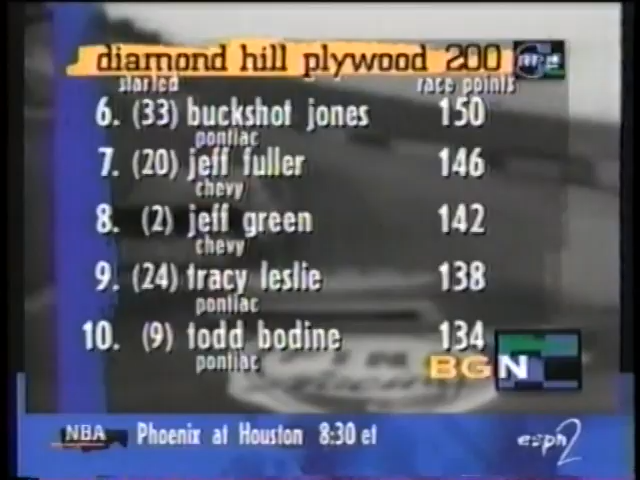 diamond hill plywood 200
started race points
6. (33) buckshot jones 150
pontiac
7. (20) jeff fuller 146
chevy
8. (2) jeff green 142
chevy
9. (24) tracy leslie 138
pontiac
10. (9) todd bodine 134
pontiac
BGN
NBA Phoenix at Houston 8:30 et espn2